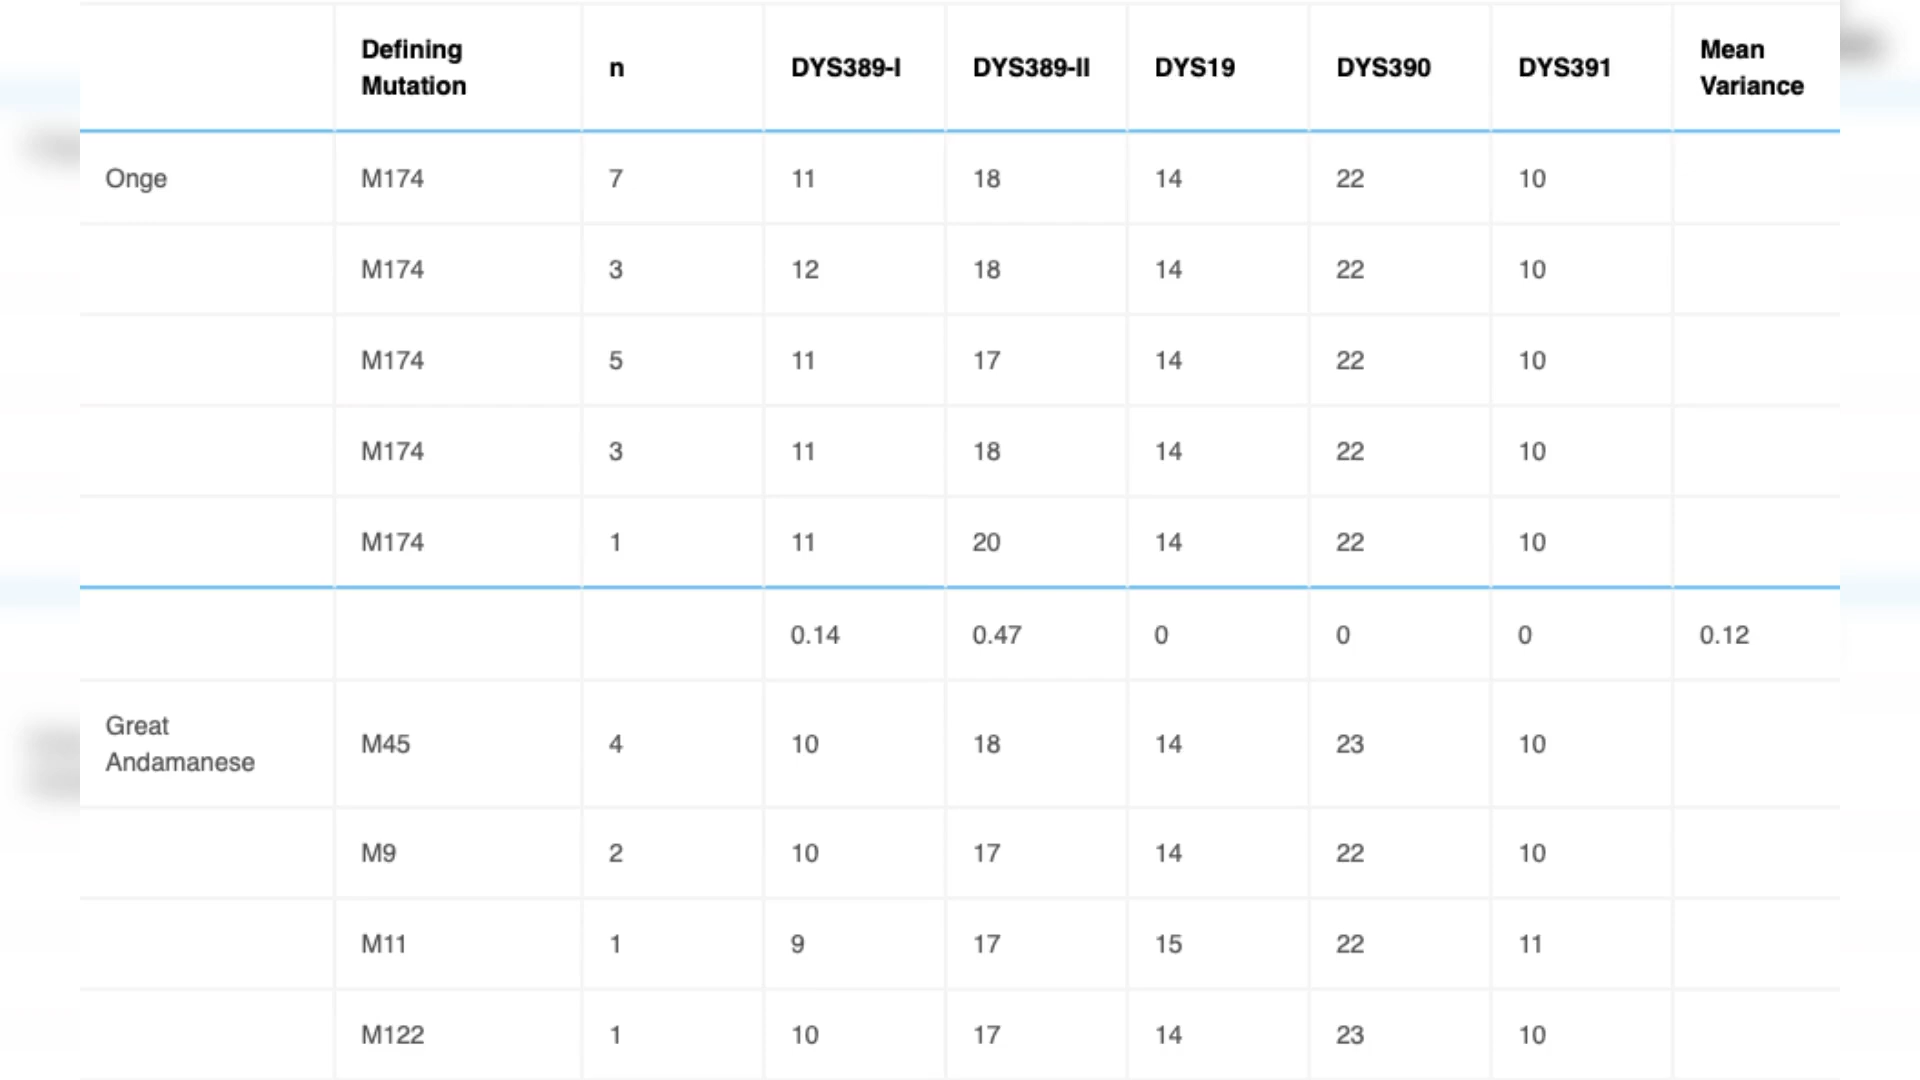 Defining Mutation n DYS389-I DYS389-II DYS19 DYS390 DYS391 Mean Variance
Onge M174 7 11 18 14 22 10
M174 3 12 18 14 22 10
M174 5 11 17 14 22 10
M174 3 11 18 14 22 10
M174 1 11 20 14 22 10
0.14 0.47 0 0 0 0.12
Great Andamanese M45 4 10 18 14 23 10
M9 2 10 17 14 22 10
M11 1 9 17 15 22 11
M122 1 10 17 14 23 10